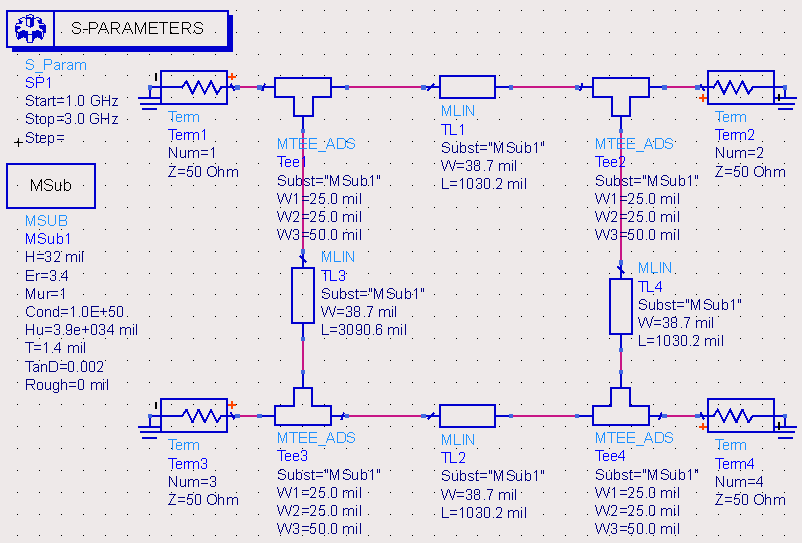 S-PARAMETERS
S_Param
SP1
Start=1.0 GHz
Stop=3.0 GHz
Step=
MSub
MSUB
MSub1
H=32 mil
Er=3.4
Mur=1
Cond=1.0E+50
Hu=3.9e+034 mil
T=1.4 mil
TanD=0.002
Rough=0 mil
Term
Term1
Num=1
Z=50 Ohm
MTEE_ADS
Tee1
Subst="MSub1"
W1=25.0 mil
W2=25.0 mil
W3=50.0 mil
MLIN
TL1
Subst="MSub1"
W=38.7 mil
L=1030.2 mil
MTEE_ADS
Tee2
Subst="MSub1"
W1=25.0 mil
W2=25.0 mil
W3=50.0 mil
Term
Term2
Num=2
Z=50 Ohm
MLIN
TL3
Subst="MSub1"
W=38.7 mil
L=3090.6 mil
MLIN
TL4
Subst="MSub1"
W=38.7 mil
L=1030.2 mil
Term
Term3
Num=3
Z=50 Ohm
MTEE_ADS
Tee3
Subst="MSub1"
W1=25.0 mil
W2=25.0 mil
W3=50.0 mil
MLIN
TL2
Subst="MSub1"
W=38.7 mil
L=1030.2 mil
MTEE_ADS
Tee4
Subst="MSub1"
W1=25.0 mil
W2=25.0 mil
W3=50.0 mil
Term
Term4
Num=4
Z=50 Ohm